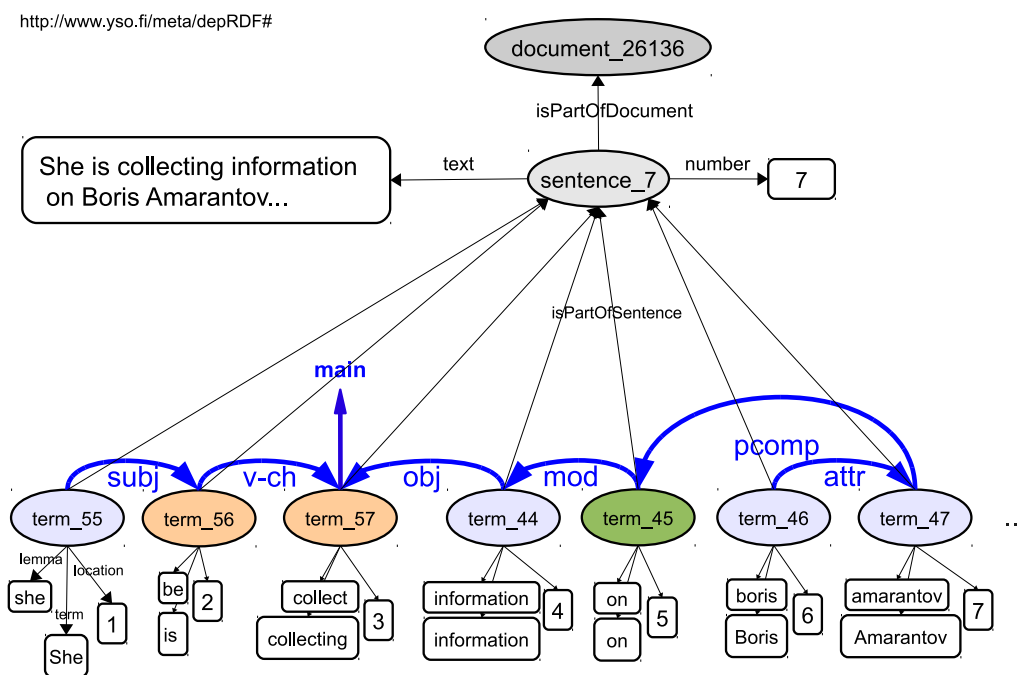 http://www.yso.fi/meta/depRDF#
document_26136
isPartOfDocument
She is collecting information
on Boris Amarantov...
text
sentence_7
number
7
isPartOfSentence
main
subj
v-ch
obj
mod
pcomp
attr
term_55
term_56
term_57
term_44
term_45
term_46
term_47
..
lemma
location
term
she
She
1
be
is
2
collect
collecting
3
information
information
4
on
on
5
boris
Boris
6
amarantov
Amarantov
7